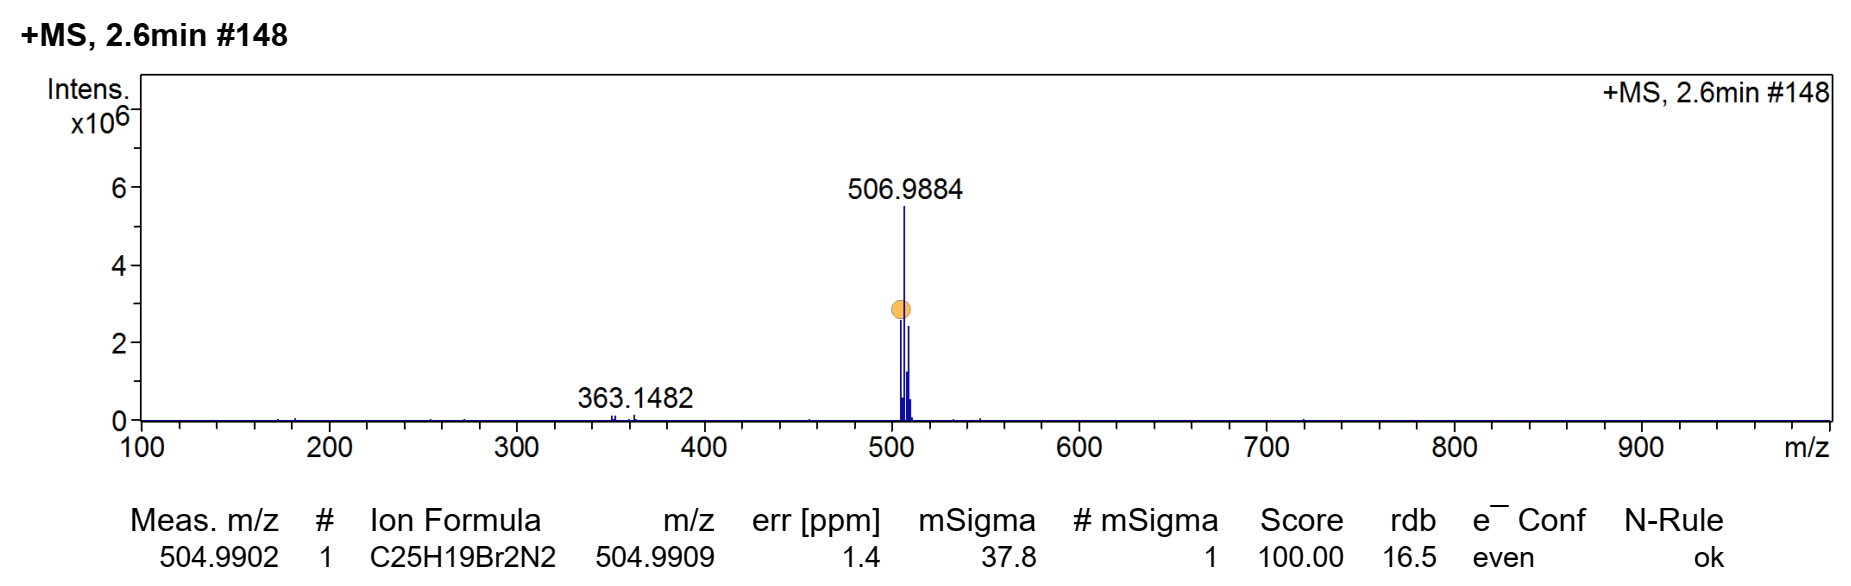 +MS, 2.6min #148
Intens.
x10⁶
+MS, 2.6min #148
506.9884
6
4
363.1482
2
0
100 200 300 400 500 600 700 800 900 m/z
Meas. m/z # Ion Formula m/z err [ppm] mSigma # mSigma Score rdb e¯ Conf N-Rule
504.9902 1 C25H19Br2N2 504.9909 1.4 37.8 1 100.00 16.5 even ok